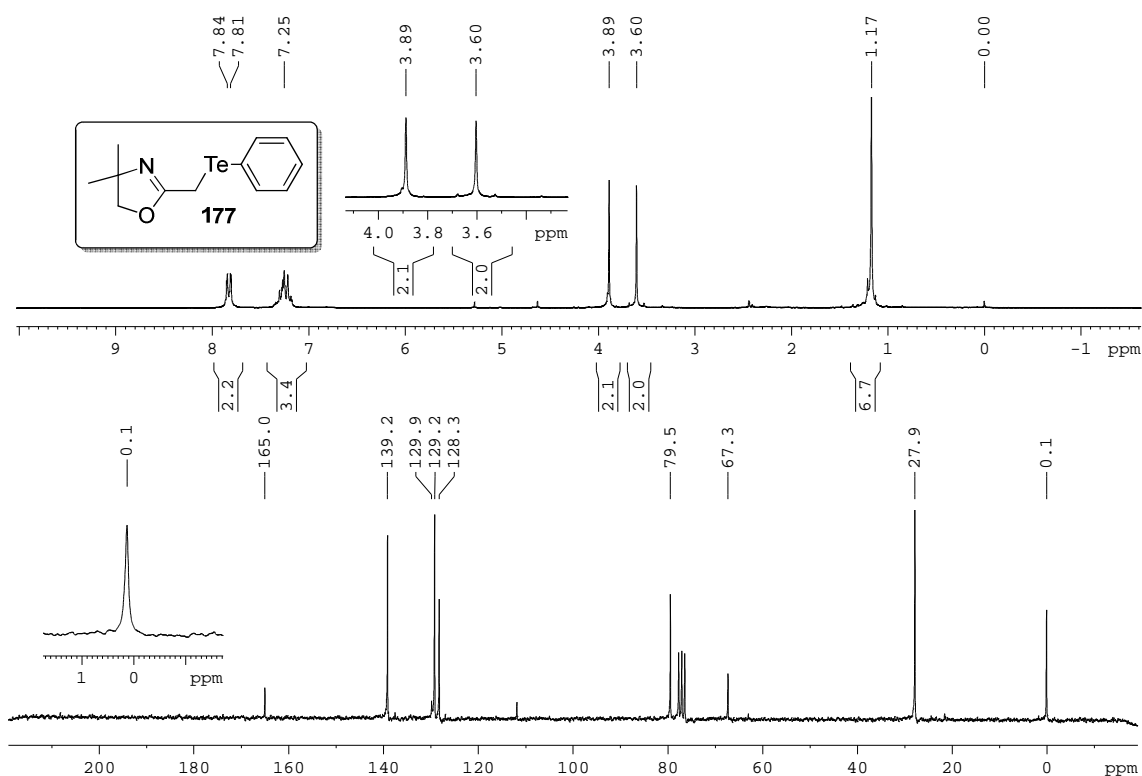 7.84 7.81 7.25 3.89 3.60 3.89 3.60 1.17 0.00
N Te
O
177
4.0 3.8 3.6 ppm
2.1 2.0
9 8 7 6 5 4 3 2 1 0 -1 ppm
2.2 3.4 2.1 2.0 6.7
0.1 165.0 139.2 129.9 129.2 128.3 79.5 67.3 27.9 0.1
1 0 ppm
200 180 160 140 120 100 80 60 40 20 0 ppm